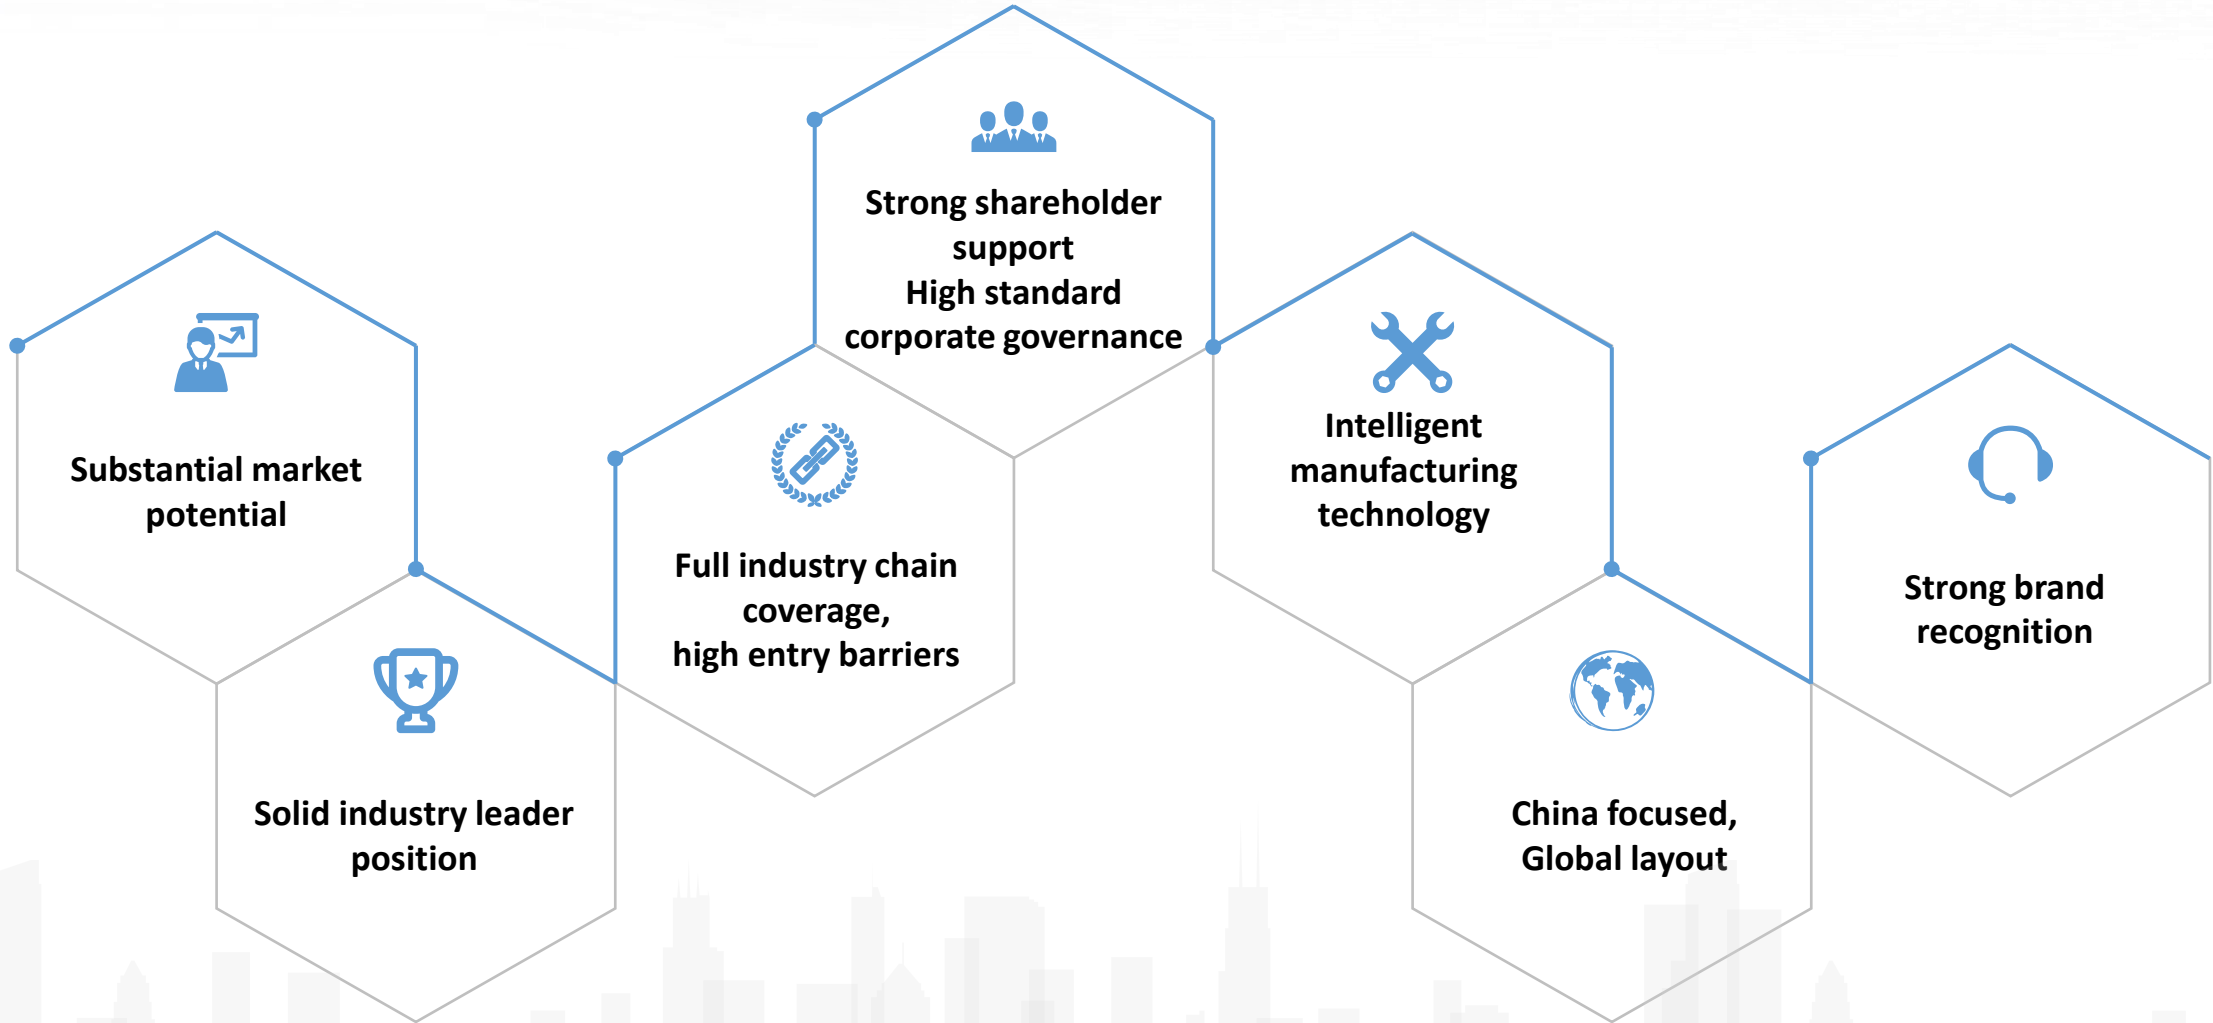 Substantial market
potential
Solid industry leader
position
Full industry chain
coverage,
high entry barriers
Strong shareholder
support
High standard
corporate governance
Intelligent
manufacturing
technology
China focused,
Global layout
Strong brand
recognition